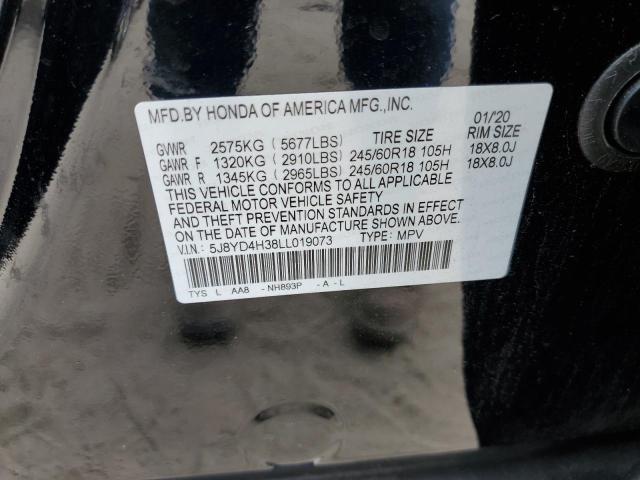 MFD.BY HONDA OF AMERICA MFG.,INC. 01/'20
GVWR 2575KG (5677LBS) TIRE SIZE RIM SIZE
GAWR F 1320KG (2910LBS) 245/60R18 105H 18X8.0J
GAWR R 1345KG (2965LBS) 245/60R18 105H 18X8.0J
THIS VEHICLE CONFORMS TO ALL APPLICABLE
FEDERAL MOTOR VEHICLE SAFETY
AND THEFT PREVENTION STANDARDS IN EFFECT
ON THE DATE OF MANUFACTURE SHOWN ABOVE.
V.I.N.: 5J8YD4H38LL019073 TYPE: MPV
TYS L AA8 - NH893P - A - L